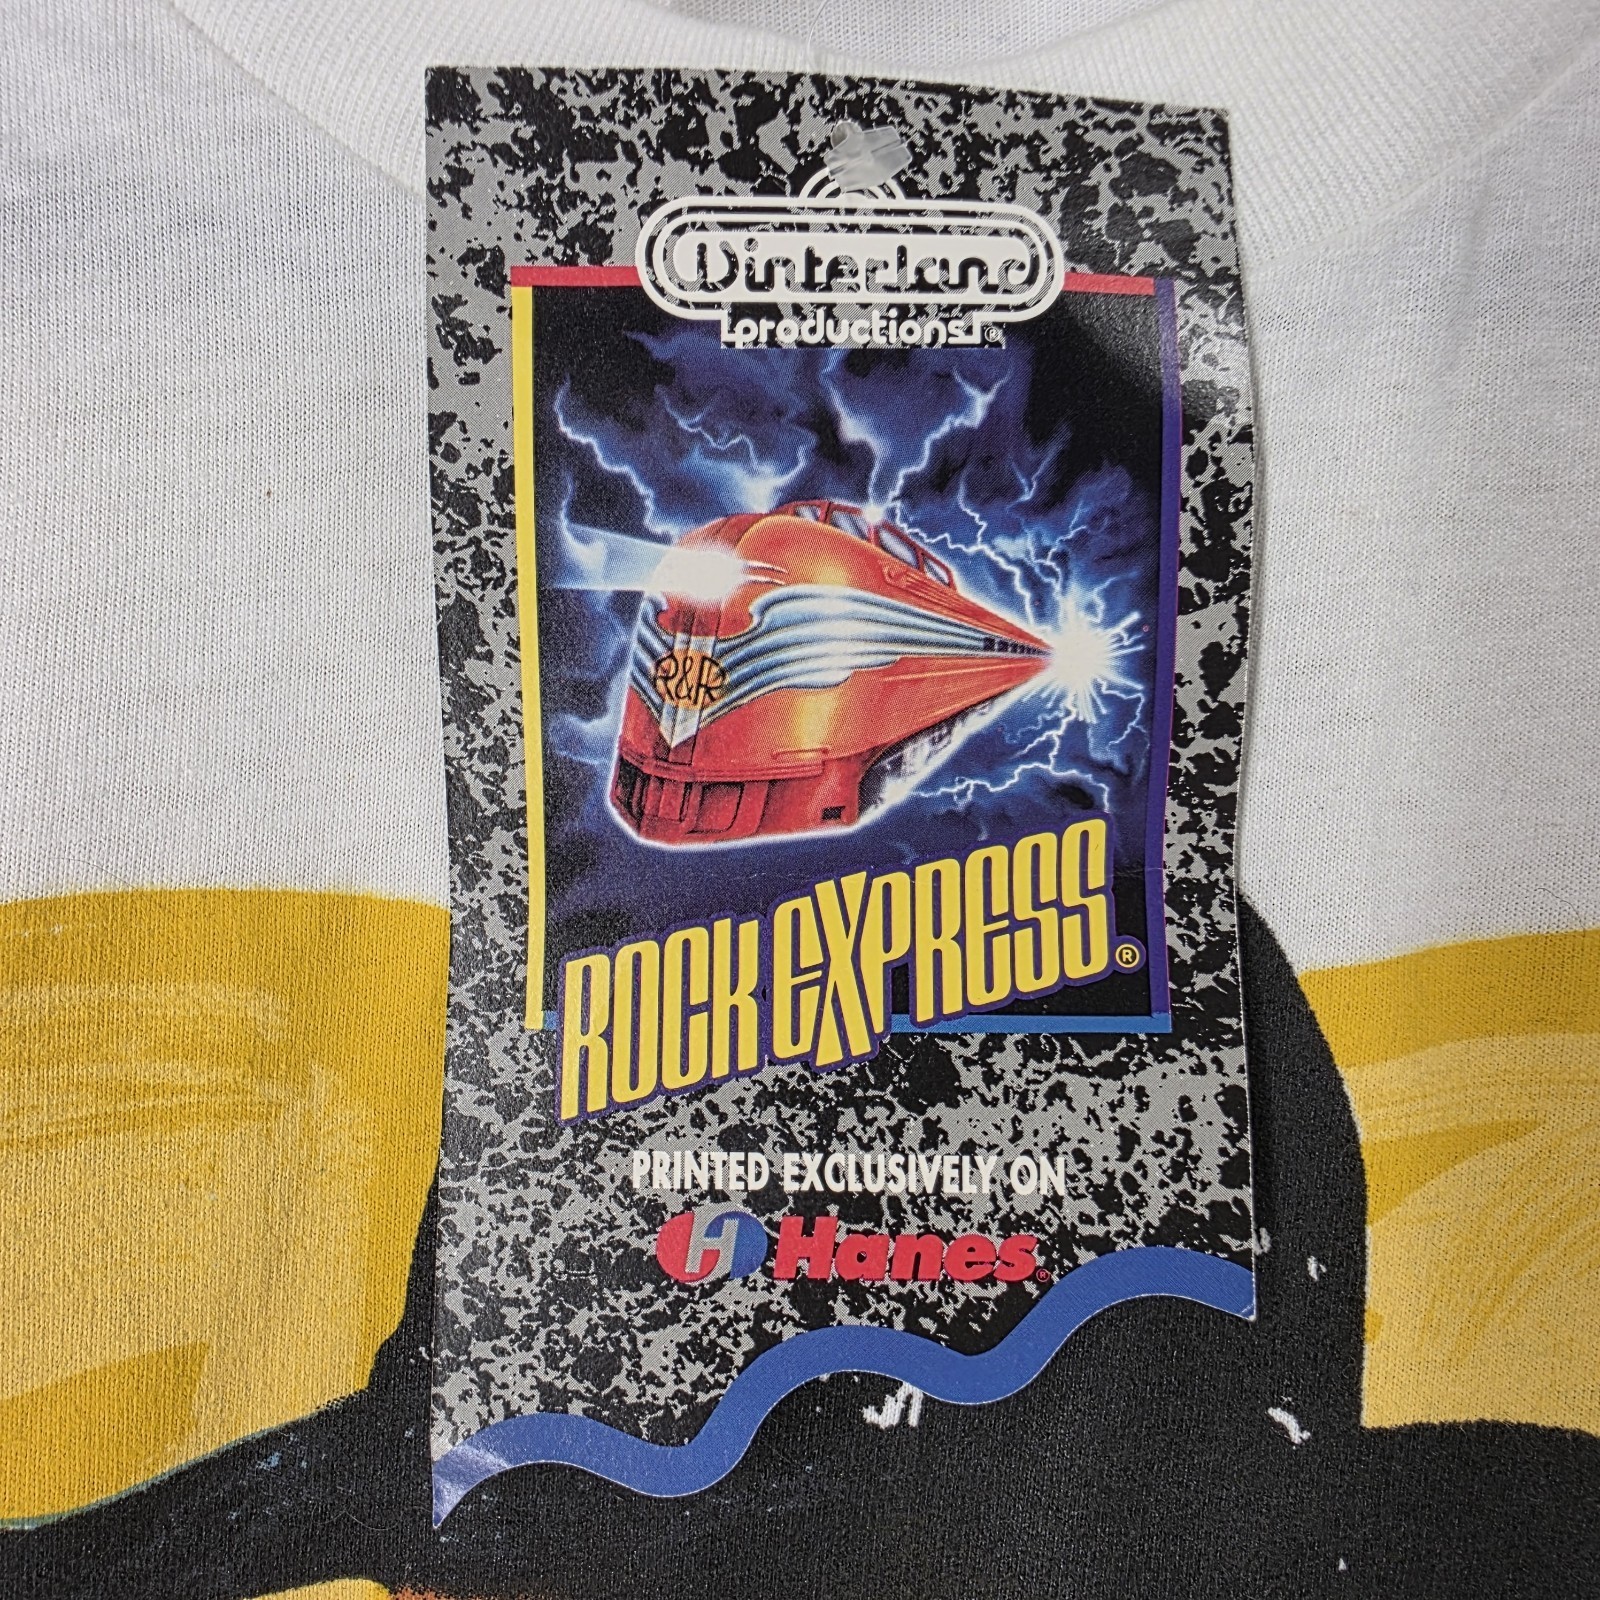 Winterland
productions ®
R&R
ROCK EXPRESS ®
PRINTED EXCLUSIVELY ON
H Hanes ®